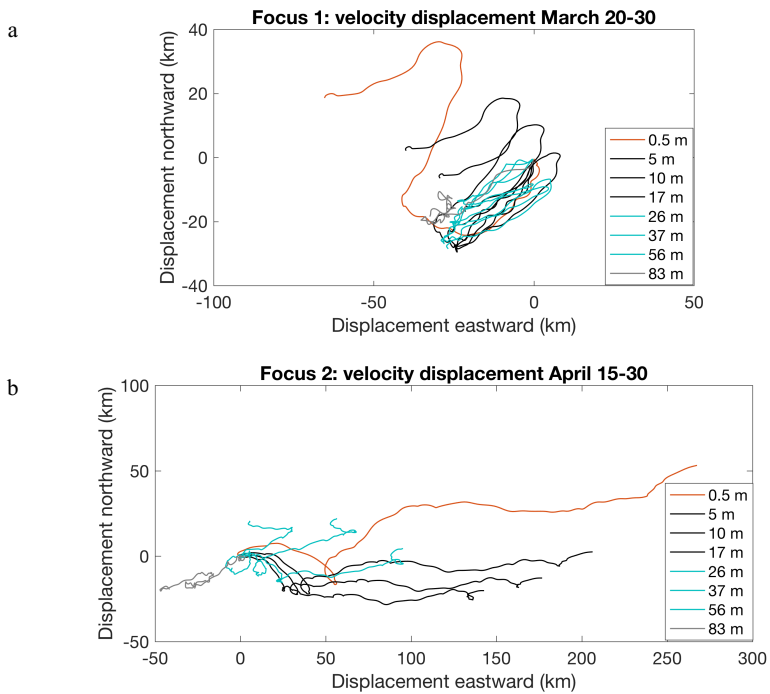 a
Focus 1: velocity displacement March 20-30
Displacement northward (km)
40
20
0
-20
-40
-100
-50
0
50
Displacement eastward (km)
0.5 m
5 m
10 m
17 m
26 m
37 m
56 m
83 m
b
Focus 2: velocity displacement April 15-30
Displacement northward (km)
100
50
0
-50
-50
0
50
100
150
200
250
300
Displacement eastward (km)
0.5 m
5 m
10 m
17 m
26 m
37 m
56 m
83 m